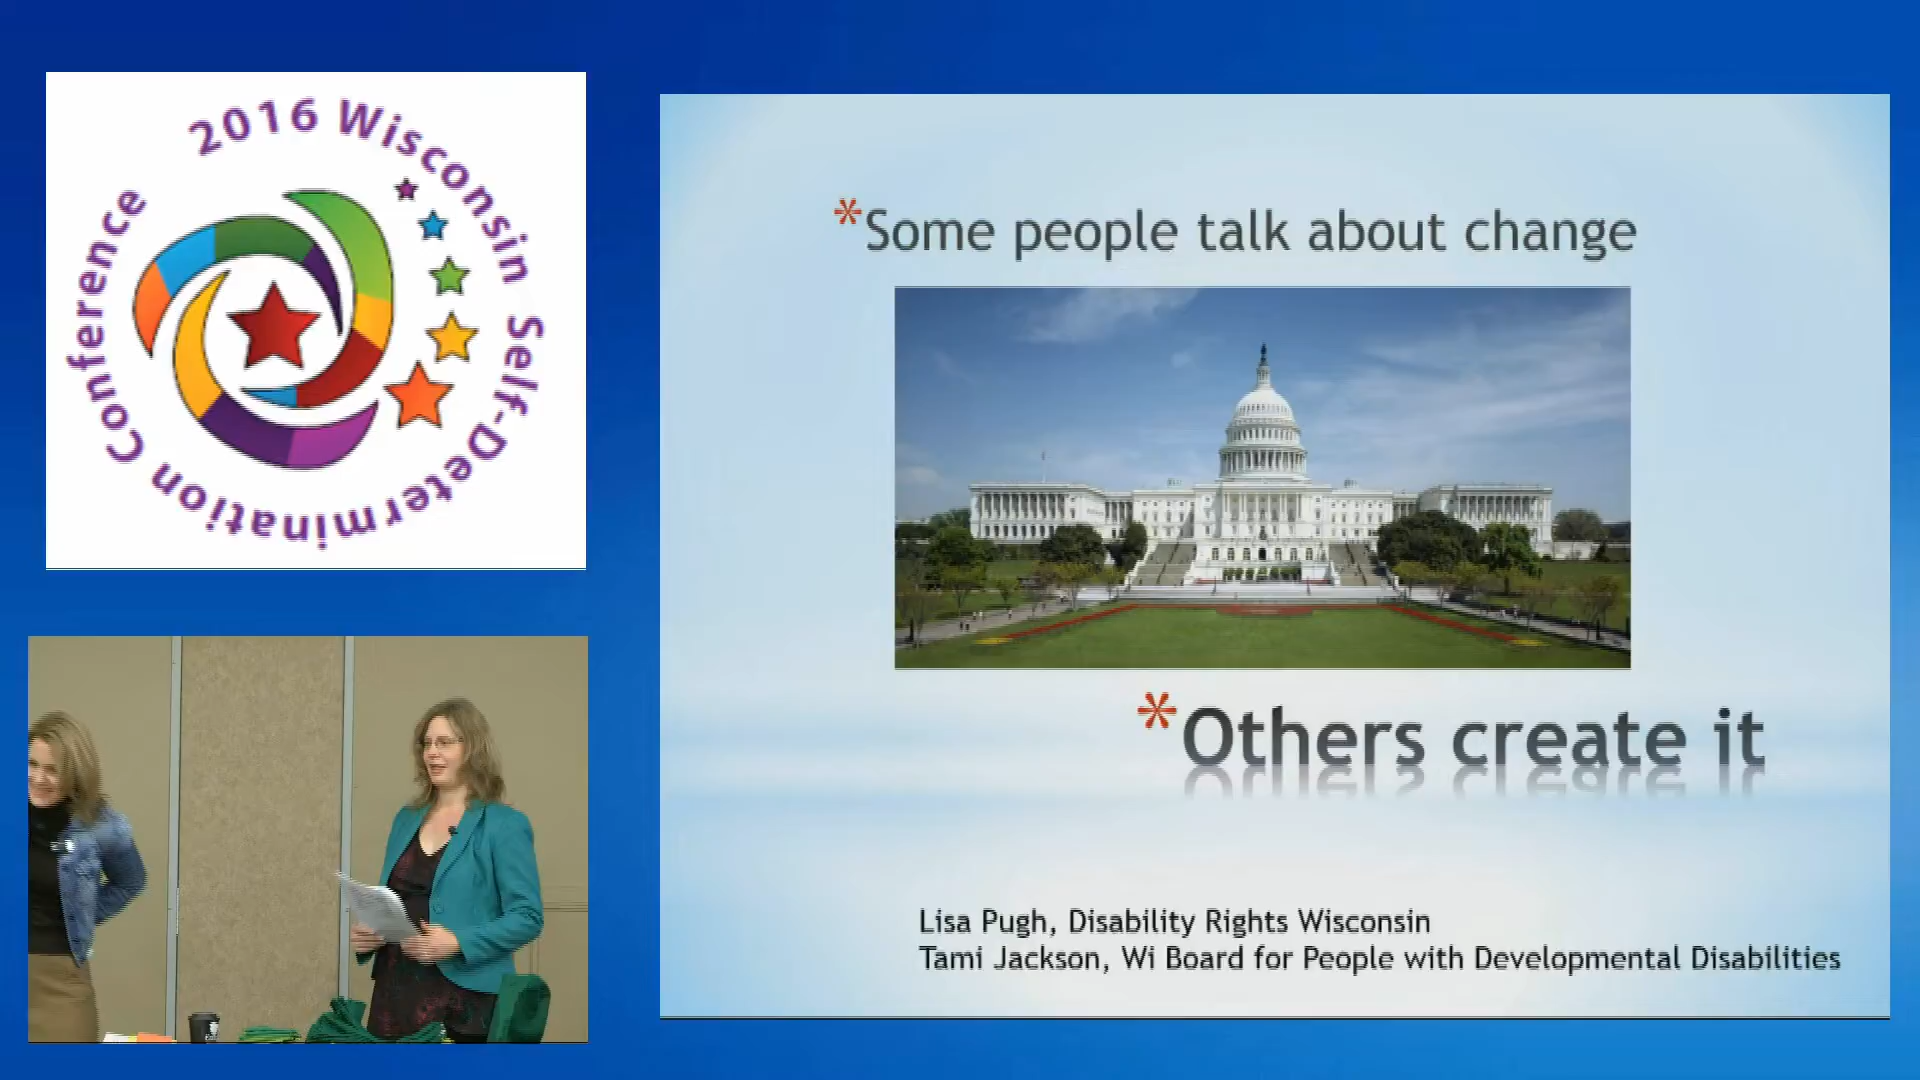 2016 Wisconsin Self-Determination Conference
*Some people talk about change
*Others create it
Lisa Pugh, Disability Rights Wisconsin
Tami Jackson, Wi Board for People with Developmental Disabilities